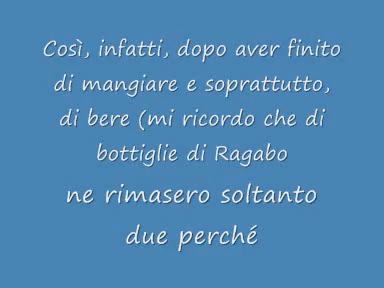 Così, infatti, dopo aver finito
di mangiare e soprattutto,
di bere (mi ricordo che di
bottiglie di Ragabo
ne rimasero soltanto
due perché